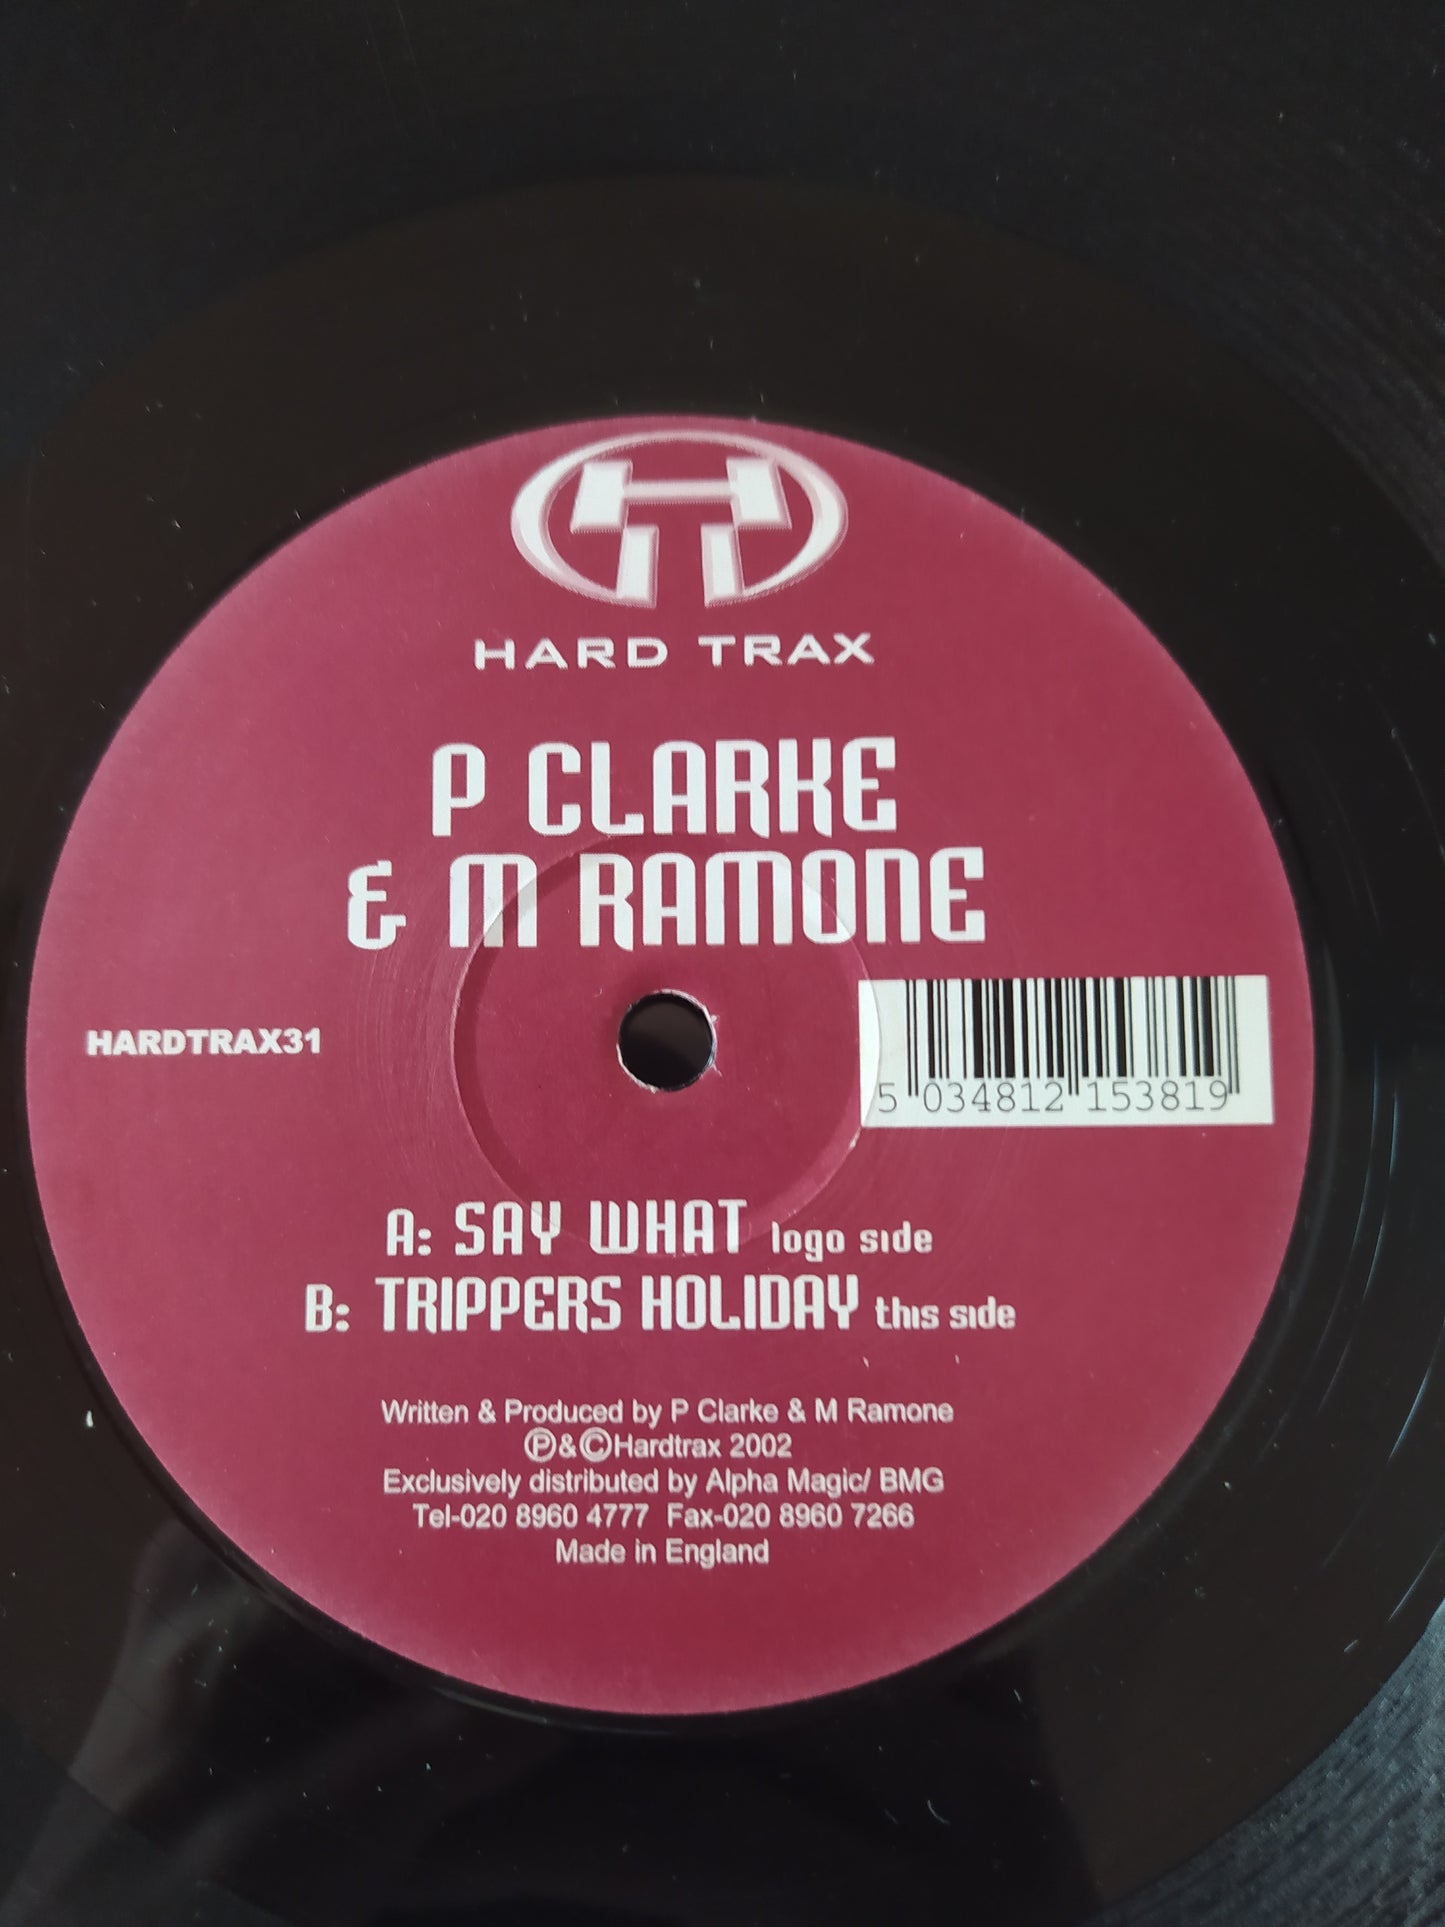 H
HARD TRAX
P CLARKE
& M RAMONE
HARDTRAX31
5 034812 153819
A: SAY WHAT logo side
B: TRIPPERS HOLIDAY this side
Written & Produced by P Clarke & M Ramone
Ⓟ&©Hardtrax 2002
Exclusively distributed by Alpha Magic/ BMG
Tel-020 8960 4777 Fax-020 8960 7266
Made in England